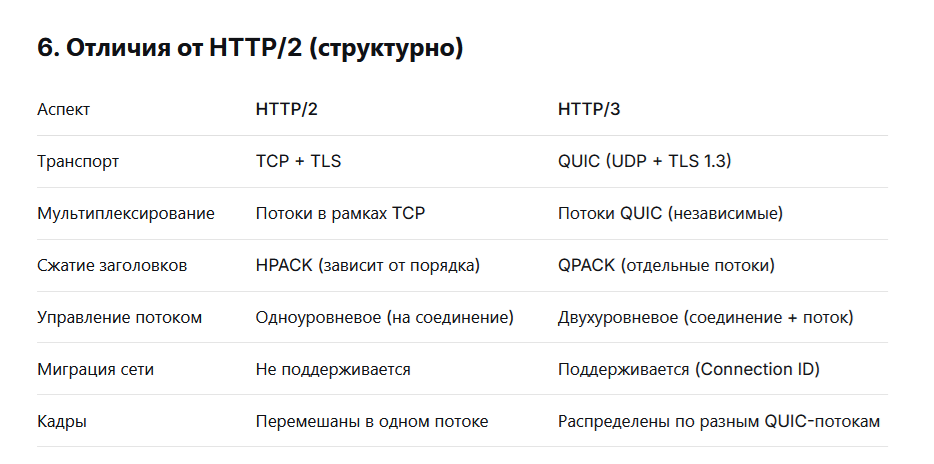 6. Отличия от HTTP/2 (структурно)
Аспект HTTP/2 HTTP/3
Транспорт TCP + TLS QUIC (UDP + TLS 1.3)
Мультиплексирование Потоки в рамках TCP Потоки QUIC (независимые)
Сжатие заголовков HPACK (зависит от порядка) QPACK (отдельные потоки)
Управление потоком Одноуровневое (на соединение) Двухуровневое (соединение + поток)
Миграция сети Не поддерживается Поддерживается (Connection ID)
Кадры Перемешаны в одном потоке Распределены по разным QUIC-потокам